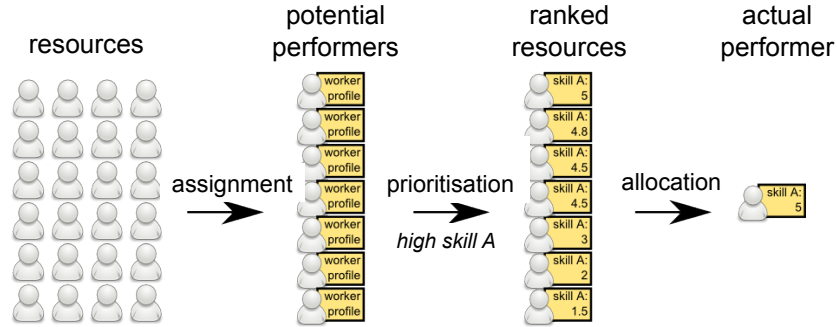 resources
potential
performers
ranked
resources
actual
performer
assignment
worker
profile
worker
profile
worker
profile
worker
profile
worker
profile
worker
profile
worker
profile
prioritisation
high skill A
skill A:
5
skill A:
4.8
skill A:
4.5
skill A:
4.5
skill A:
3
skill A:
2
skill A:
1.5
allocation
skill A:
5